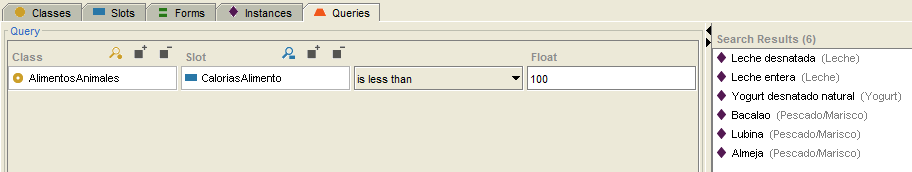 Classes Slots Forms Instances Queries
Query
Class Slot Float
AlimentosAnimales CaloriasAlimento is less than 100
Search Results (6)
Leche desnatada (Leche)
Leche entera (Leche)
Yogurt desnatado natural (Yogurt)
Bacalao (Pescado/Marisco)
Lubina (Pescado/Marisco)
Almeja (Pescado/Marisco)